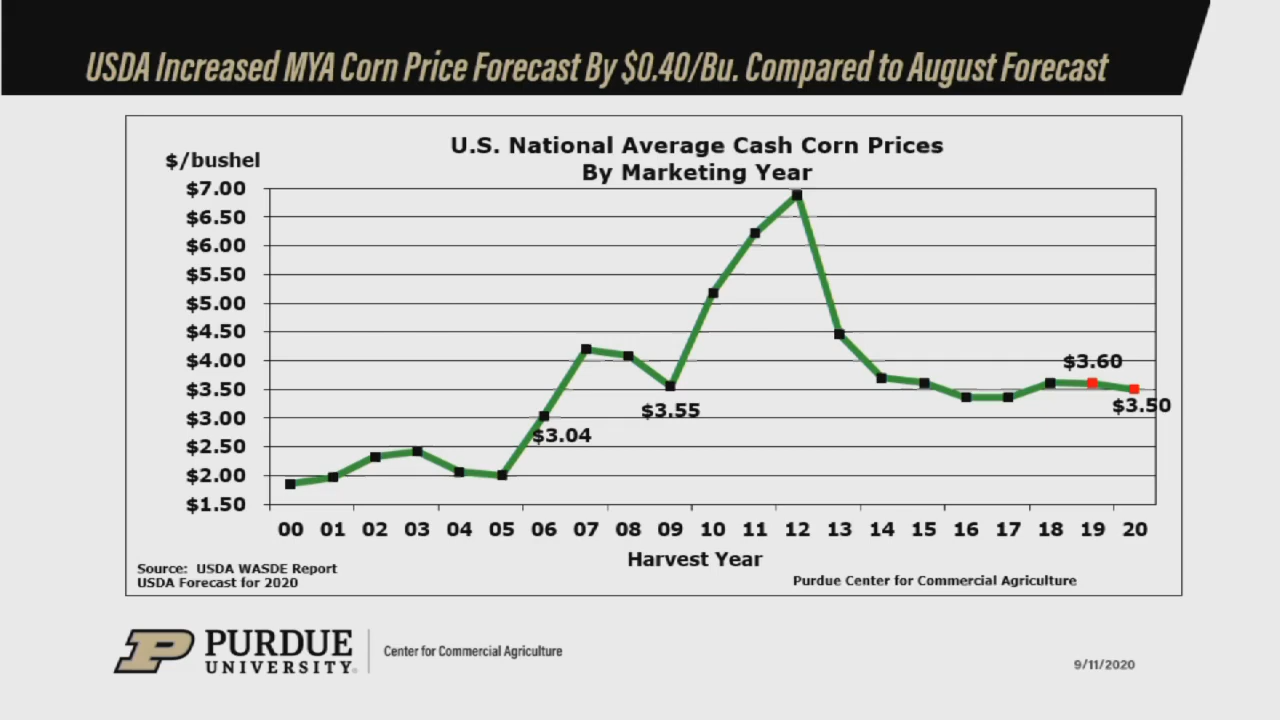 USDA Increased MYA Corn Price Forecast By $0.40/Bu. Compared to August Forecast
U.S. National Average Cash Corn Prices
By Marketing Year
$/bushel
$7.00
$6.50
$6.00
$5.50
$5.00
$4.50
$4.00
$3.50
$3.00
$2.50
$2.00
$1.50
$3.04
$3.55
$3.60
$3.50
00 01 02 03 04 05 06 07 08 09 10 11 12 13 14 15 16 17 18 19 20
Harvest Year
Source: USDA WASDE Report
USDA Forecast for 2020
Purdue Center for Commercial Agriculture
P PURDUE
UNIVERSITY
Center for Commercial Agriculture
9/11/2020